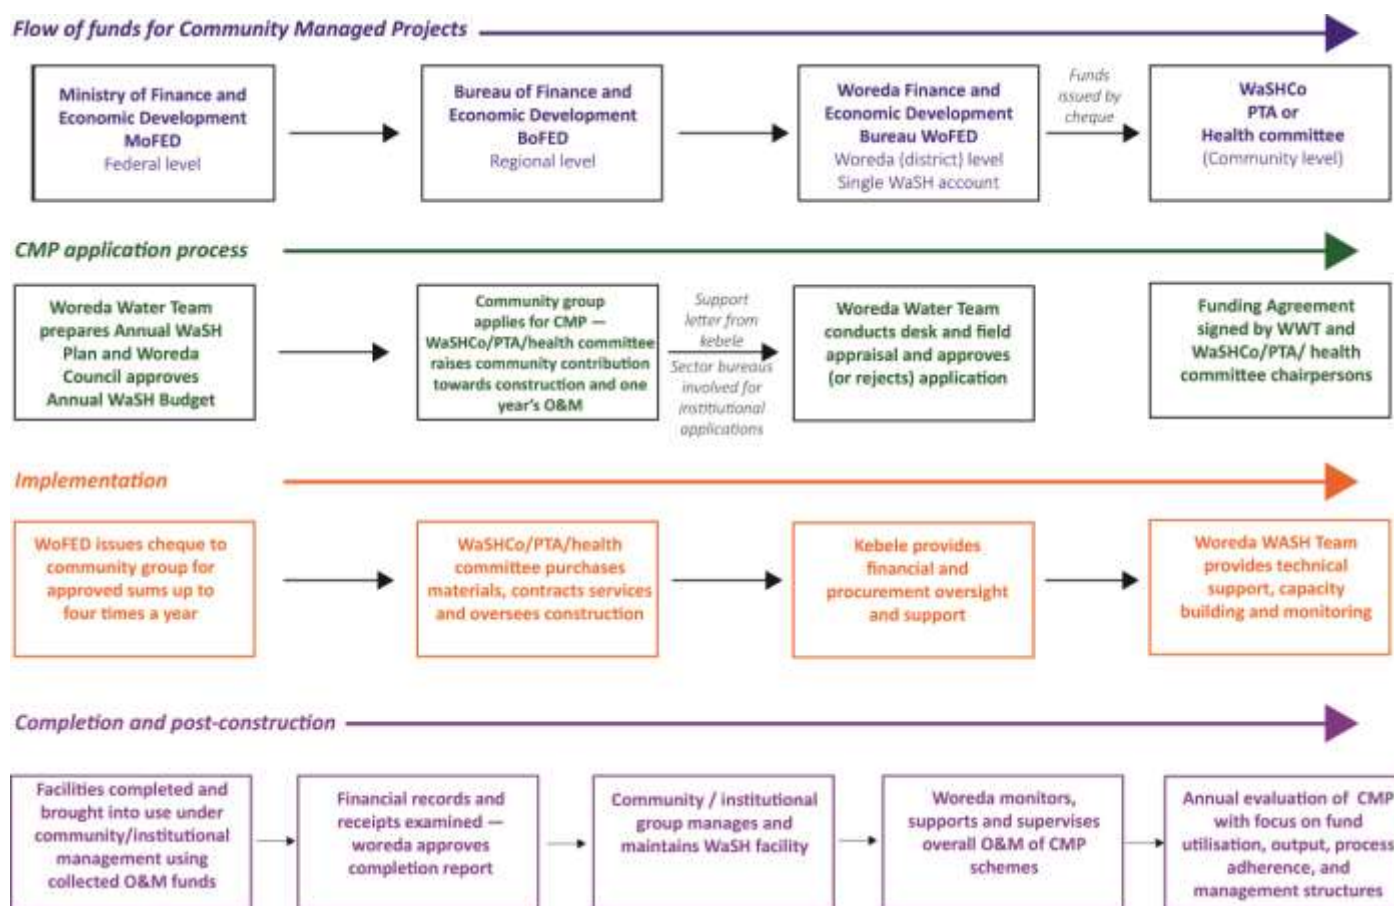 Flow of funds for Community Managed Projects
Ministry of Finance and
Economic Development
MoFED
Federal level
Bureau of Finance and
Economic Development
BoFED
Regional level
Woreda Finance and
Economic Development
Bureau WoFED
Woreda (district) level
Single WaSH account
Funds
issued by
cheque
WaSHCo
PTA or
Health committee
(Community level)
CMP application process
Woreda Water Team
prepares Annual WaSH
Plan and Woreda
Council approves
Annual WaSH Budget
Community group
applies for CMP —
WaSHCo/PTA/health committee
raises community contribution
towards construction and one
year's O&M
Support
letter from
kebele
Sector bureaus
involved for
institutional
applications
Woreda Water Team
conducts desk and field
appraisal and approves
(or rejects) application
Funding Agreement
signed by WWT and
WaSHCo/PTA/ health
committee chairpersons
Implementation
WoFED issues cheque to
community group for
approved sums up to
four times a year
WaSHCo/PTA/health
committee purchases
materials, contracts services
and oversees construction
Kebele provides
financial and
procurement oversight
and support
Woreda WASH Team
provides technical
support, capacity
building and monitoring
Completion and post-construction
Facilities completed and
brought into use under
community/institutional
management using
collected O&M funds
Financial records and
receipts examined —
woreda approves
completion report
Community / institutional
group manages and
maintains WaSH facility
Woreda monitors,
supports and supervises
overall O&M of CMP
schemes
Annual evaluation of CMP
with focus on fund
utilisation, output, process
adherence, and
management structures